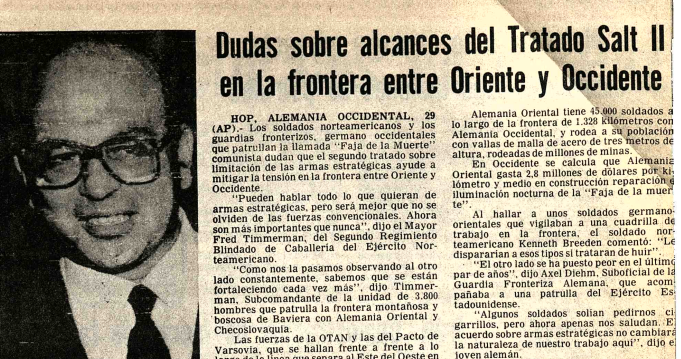 Dudas sobre alcances del Tratado Salt II
en la frontera entre Oriente y Occidente
HOP, ALEMANIA OCCIDENTAL, 29
(AP).- Los soldados norteamericanos y los
guardias fronterizos, germano occidentales
que patrullan la llamada "Faja de la Muerte"
comunista dudan que el segundo tratado sobre
limitación de las armas estratégicas ayude a
mitigar la tensión en la frontera entre Oriente y
Occidente.
"Pueden hablar todo lo que quieran de
armas estratégicas, pero será mejor que no se
olviden de las fuerzas convencionales. Ahora
son más importantes que nunca", dijo el Mayor
Fred Timmerman, del Segundo Regimiento
Blindado de Caballería del Ejército Nor-
teamericano.
"Como nos la pasamos observando al otro
lado constantemente, sabemos que se están
fortaleciendo cada vez más", dijo Timmer-
man, Subcomandante de la unidad de 3.800
hombres que patrulla la frontera montañosa y
boscosa de Baviera con Alemania Oriental y
Checoslovaquia.
Las fuerzas de la OTAN y las del Pacto de
Varsovia, que se hallan frente a frente a lo
largo de la línea que separa al Este del Oeste en
Alemania Oriental tiene 45.000 soldados a
lo largo de la frontera de 1.328 kilómetros con
Alemania Occidental, y rodea a su población
con vallas de malla de acero de tres metros de
altura, rodeadas de millones de minas.
En Occidente se calcula que Alemania
Oriental gasta 2,8 millones de dólares por ki-
lómetro y medio en construcción reparación e
iluminación nocturna de la "Faja de la muer
te".
Al hallar a unos soldados germano-
orientales que vigilaban a una cuadrilla de
trabajo en la frontera, el soldado nor-
teamericano Kenneth Breeden comentó: "Le
dispararían a esos tipos si trataran de huir".
"El otro lado se ha puesto peor en el último
par de años", dijo Axel Diehm, Suboficial de la
Guardia Fronteriza Alemana, que acom-
pañaba a una patrulla del Ejército Es-
tadounidense.
"Algunos soldados solían pedirnos ci-
garrillos, pero ahora apenas nos saludan. El
acuerdo sobre armas estratégicas no cambiará
la naturaleza de nuestro trabajo aquí", dijo el
joven alemán.